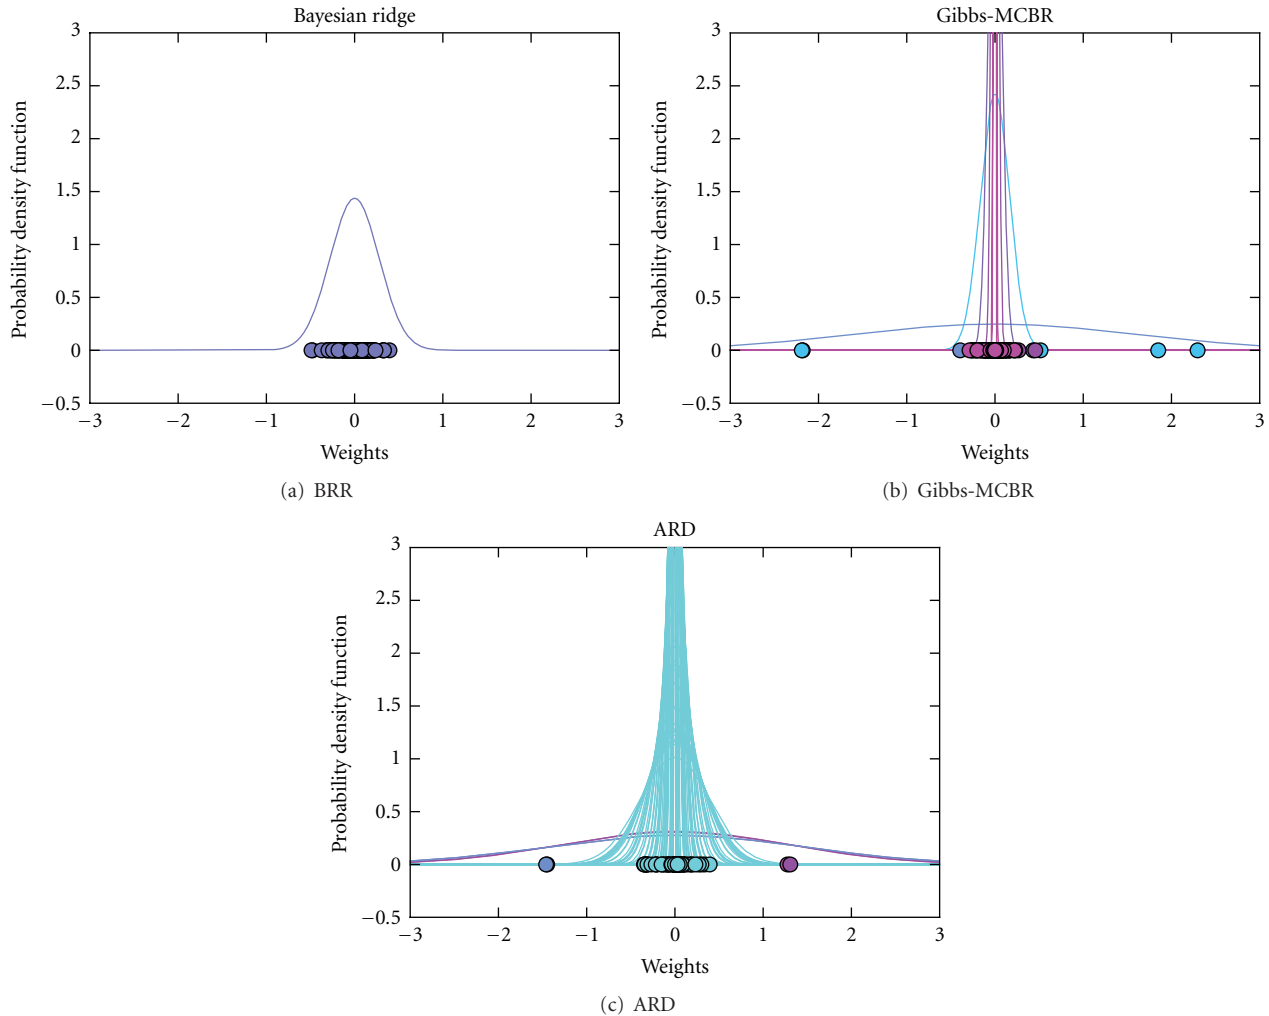 Bayesian ridge
3
2.5
2
1.5
1
0.5
0
−0.5
−3 −2 −1 0 1 2 3
Probability density function
Weights
(a) BRR
Gibbs-MCBR
3
2.5
2
1.5
1
0.5
0
−0.5
−3 −2 −1 0 1 2 3
Probability density function
Weights
(b) Gibbs-MCBR
ARD
3
2.5
2
1.5
1
0.5
0
−0.5
−3 −2 −1 0 1 2 3
Probability density function
Weights
(c) ARD